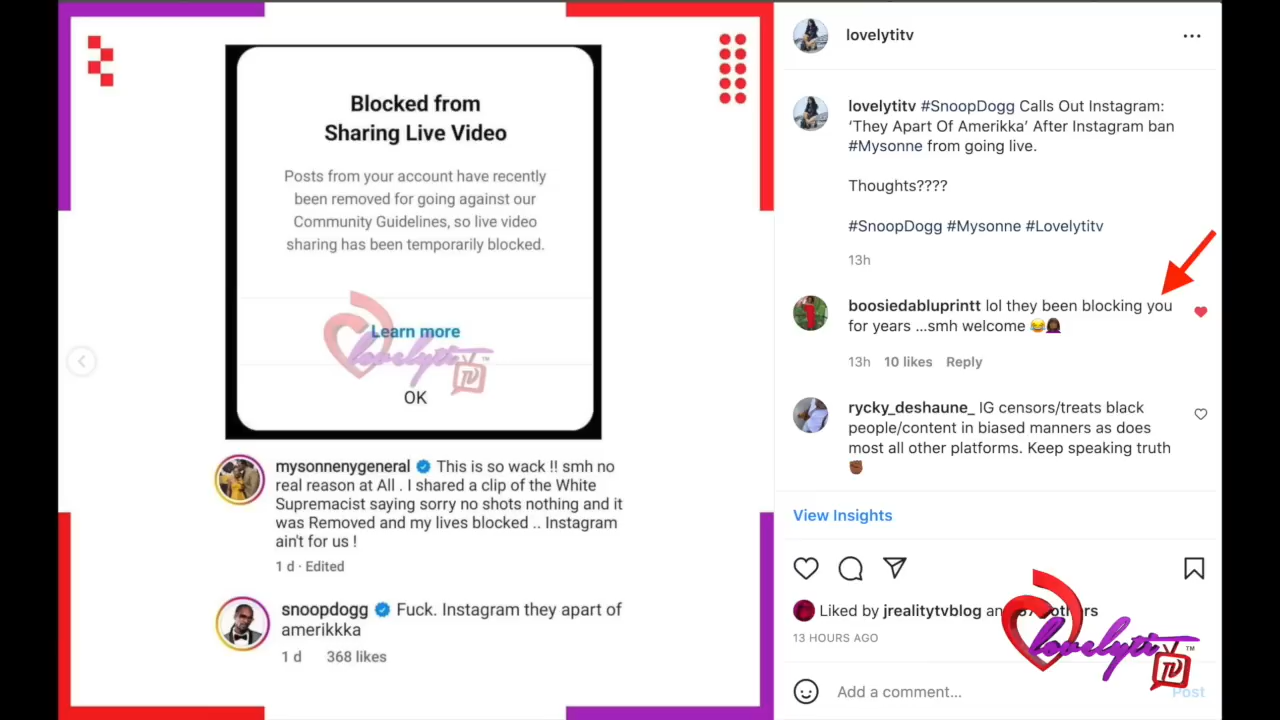 Blocked from
Sharing Live Video
Posts from your account have recently
been removed for going against our
Community Guidelines, so live video
sharing has been temporarily blocked.
Learn more
lovelyti
TV
™
OK
mysonnenygeneral This is so wack !! smh no
real reason at All . I shared a clip of the White
Supremacist saying sorry no shots nothing and it
was Removed and my lives blocked .. Instagram
ain't for us !
1 d · Edited
snoopdogg Fuck. Instagram they apart of
amerikkka
1 d 368 likes
lovelytitv
lovelytitv #SnoopDogg Calls Out Instagram:
‘They Apart Of Amerikka’ After Instagram ban
#Mysonne from going live.
Thoughts????
#SnoopDogg #Mysonne #Lovelytitv
13h
boosiedabluprintt lol they been blocking you
for years ...smh welcome 😂🤦🏿‍♀️
13h 10 likes Reply
rycky_deshaune_ IG censors/treats black
people/content in biased manners as does
most all other platforms. Keep speaking truth
✊🏾
View Insights
Liked by jrealitytvblog
13 HOURS AGO
lovelyti
TV
™
Add a comment...
Post